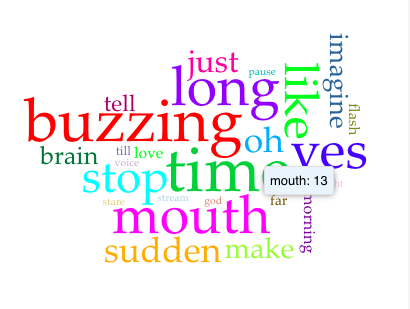 just
pause
long
like
imagine
tell
flash
buzzing
oh
brain
till
love
voice
yes
stop
time
mouth: 13
stare
stream
god
far
morning
mouth
sudden
make